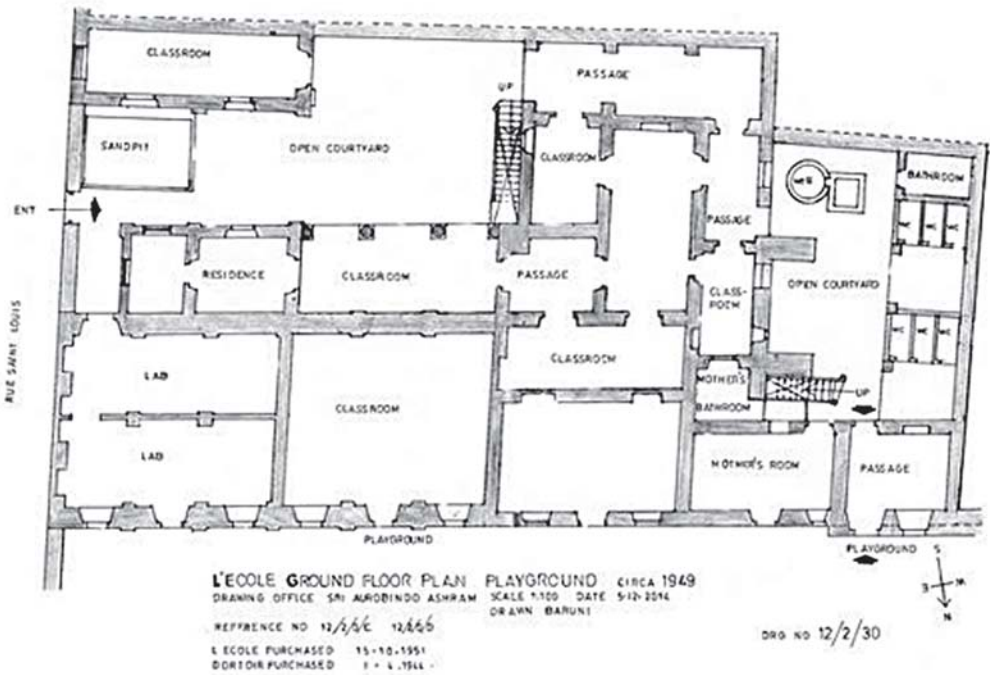 CLASSROOM
PASSAGE
UP
SANDPIT
OPEN COURTYARD
CLASSROOM
BATHROOM
ENT
PASSAGE
RESIDENCE
CLASSROOM
PASSAGE
CLASS-
ROOM
OPEN COURTYARD
RUE SAINT LOUIS
LAB
CLASSROOM
CLASSROOM
MOTHER'S
BATHROOM
UP
LAB
MOTHER'S ROOM
PASSAGE
PLAYGROUND
PLAYGROUND
S
W
E
N
L'ECOLE GROUND FLOOR PLAN PLAYGROUND CIRCA 1949
DRAWING OFFICE SRI AUROBINDO ASHRAM SCALE 1:100 DATE 5-12-2014
DRAWN BARUNI
REFFRENCE NO
DRG NO 12/2/30
L ECOLE PURCHASED 15-10-1951
DORTOIR PURCHASED